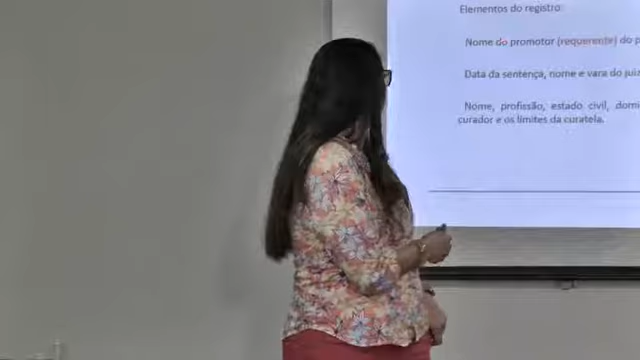 Elementos do registro:
Nome do promotor (requerente) do
Data da sentença, nome e vara do juiz
Nome, profissão, estado civil,
curador e os limites da curatela.